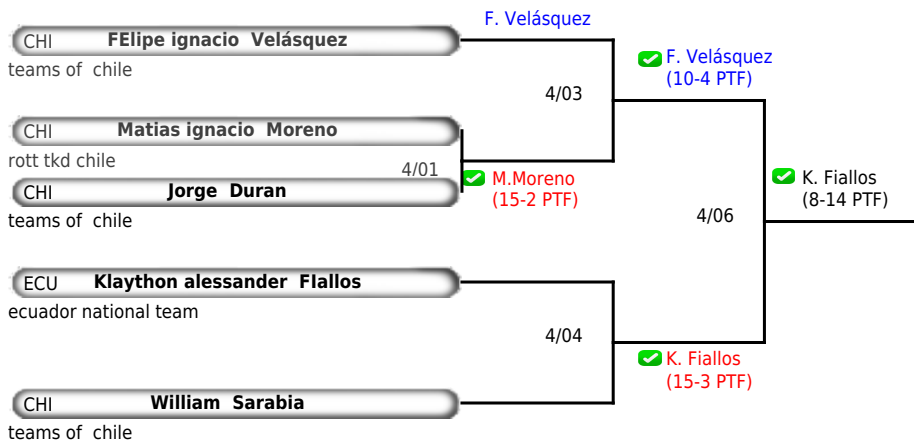 F. Velásquez
CHI FElipe ignacio Velásquez
teams of chile
F. Velásquez
(10-4 PTF)
4/03
CHI Matias ignacio Moreno
rott tkd chile
4/01
M.Moreno
(15-2 PTF)
CHI Jorge Duran
teams of chile
K. Fiallos
(8-14 PTF)
4/06
ECU Klaython alessander FIallos
ecuador national team
4/04
K. Fiallos
(15-3 PTF)
CHI William Sarabia
teams of chile